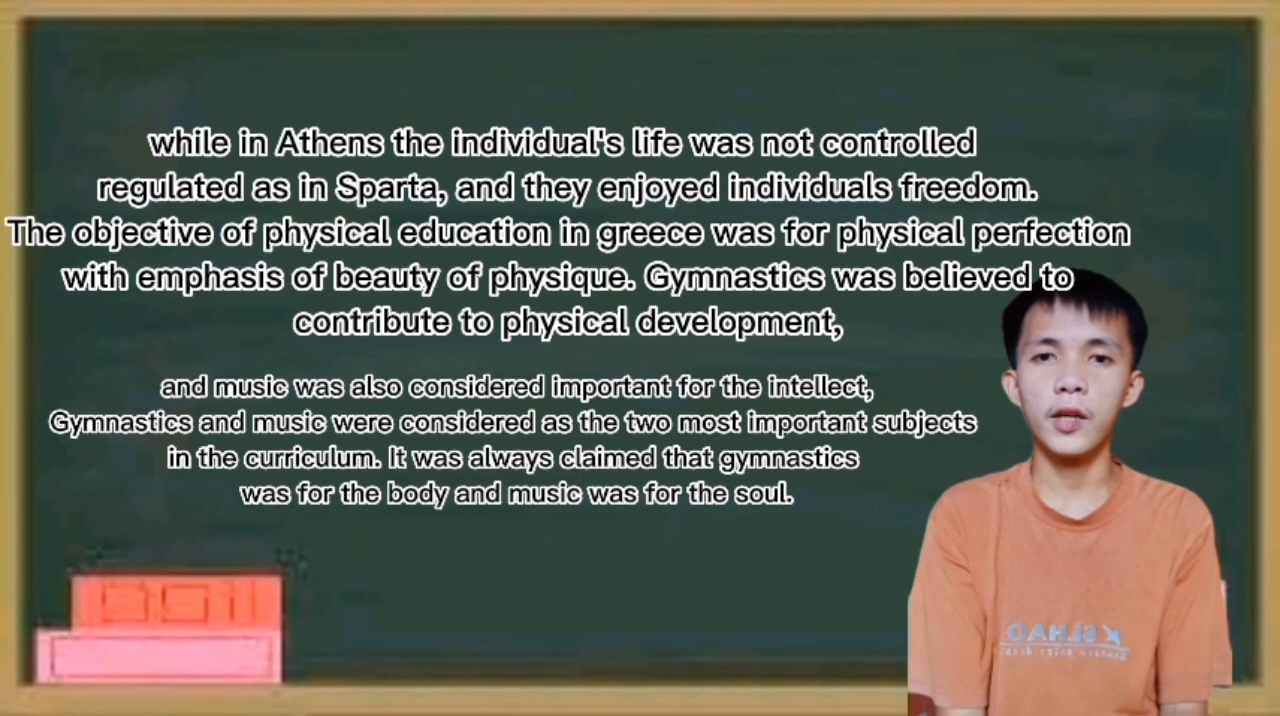 while in Athens the individual's life was not controlled
regulated as in Sparta, and they enjoyed individuals freedom.
The objective of physical education in greece was for physical perfection
with emphasis of beauty of physique. Gymnastics was believed to
contribute to physical development,
and music was also considered important for the intellect,
Gymnastics and music were considered as the two most important subjects
in the curriculum. It was always claimed that gymnastics
was for the body and music was for the soul.